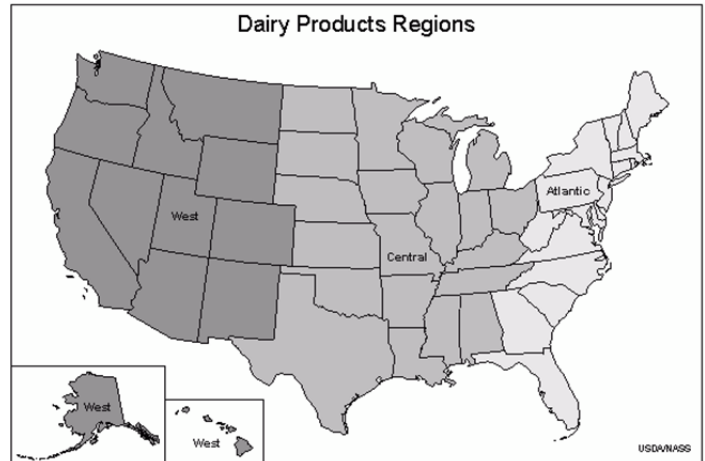 Dairy Products Regions
Atlantic
West
Central
West
West
USDA/NASS